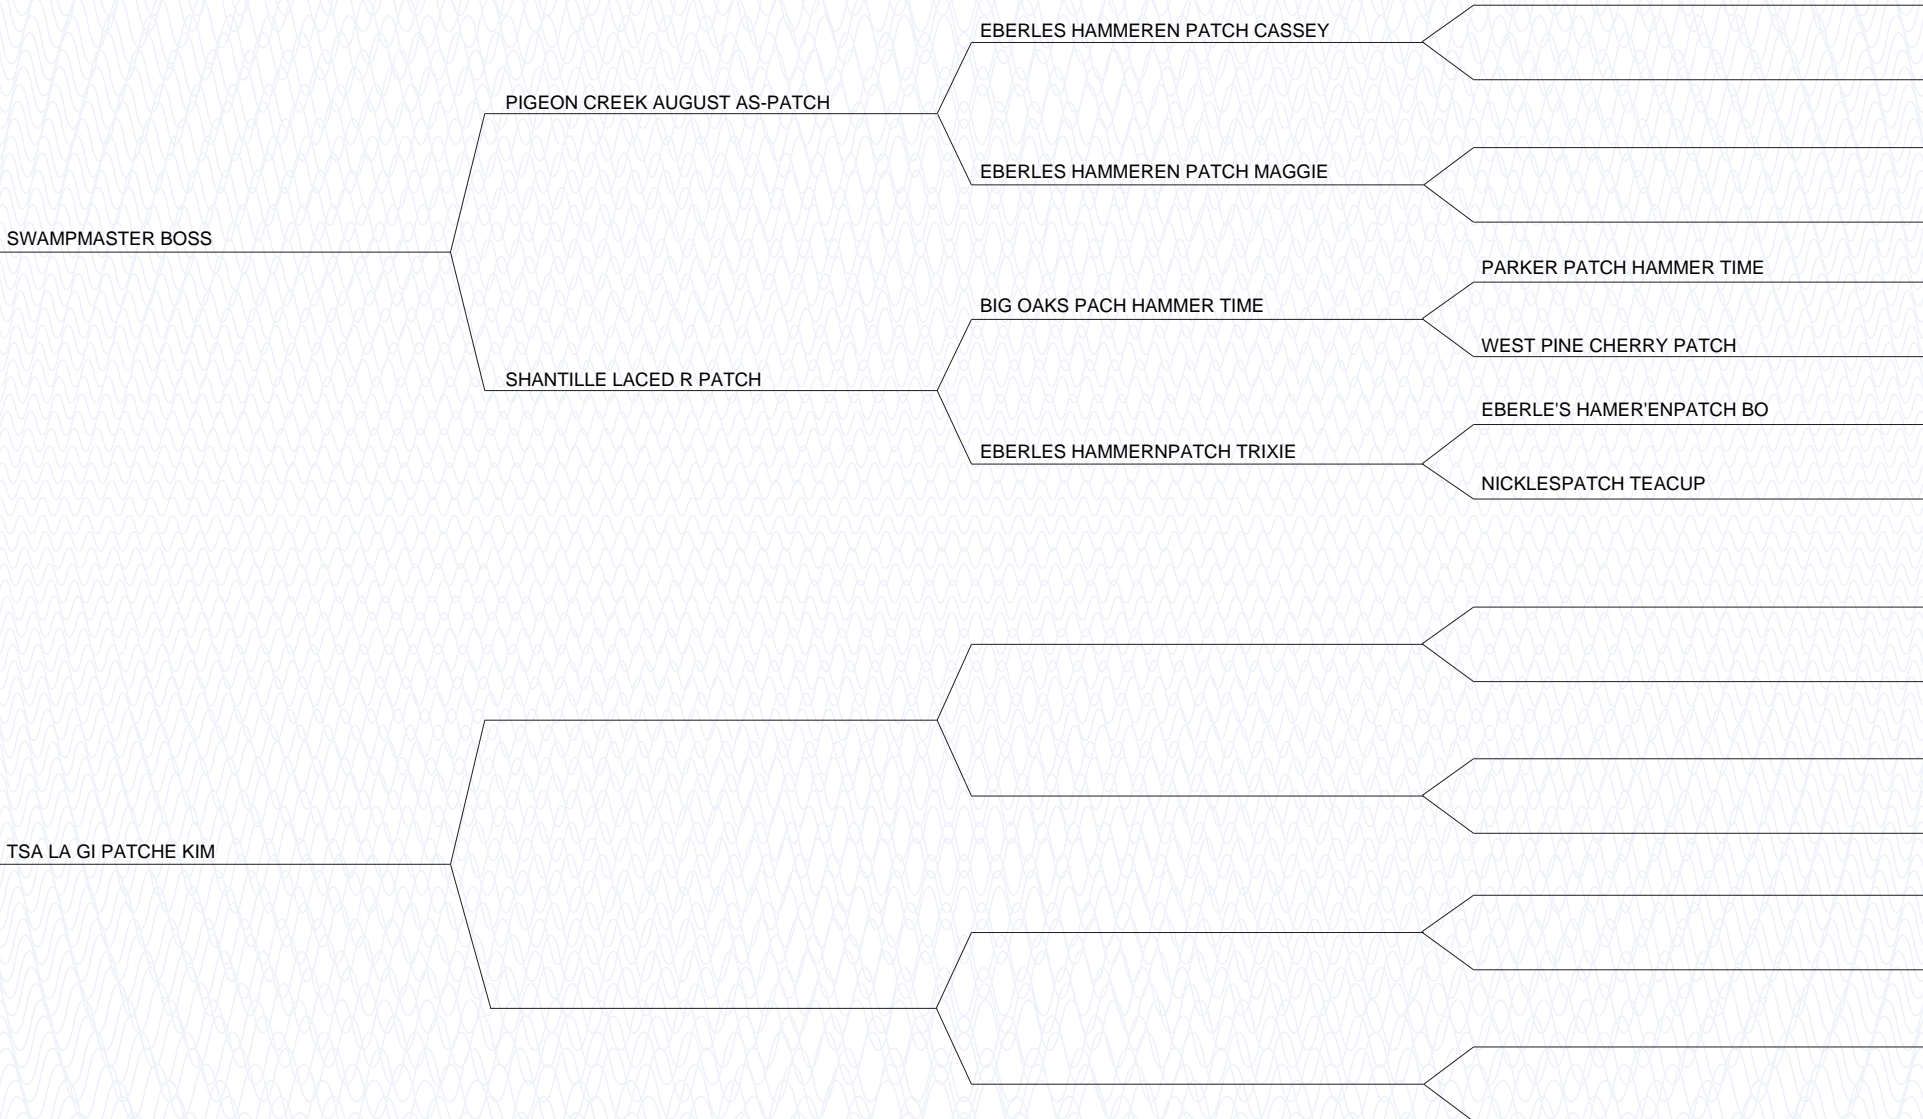 EBERLES HAMMEREN PATCH CASSEY
PIGEON CREEK AUGUST AS-PATCH
EBERLES HAMMEREN PATCH MAGGIE
SWAMPMASTER BOSS
PARKER PATCH HAMMER TIME
BIG OAKS PACH HAMMER TIME
WEST PINE CHERRY PATCH
SHANTILLE LACED R PATCH
EBERLE'S HAMER'ENPATCH BO
EBERLES HAMMERNPATCH TRIXIE
NICKLESPATCH TEACUP
TSA LA GI PATCHE KIM